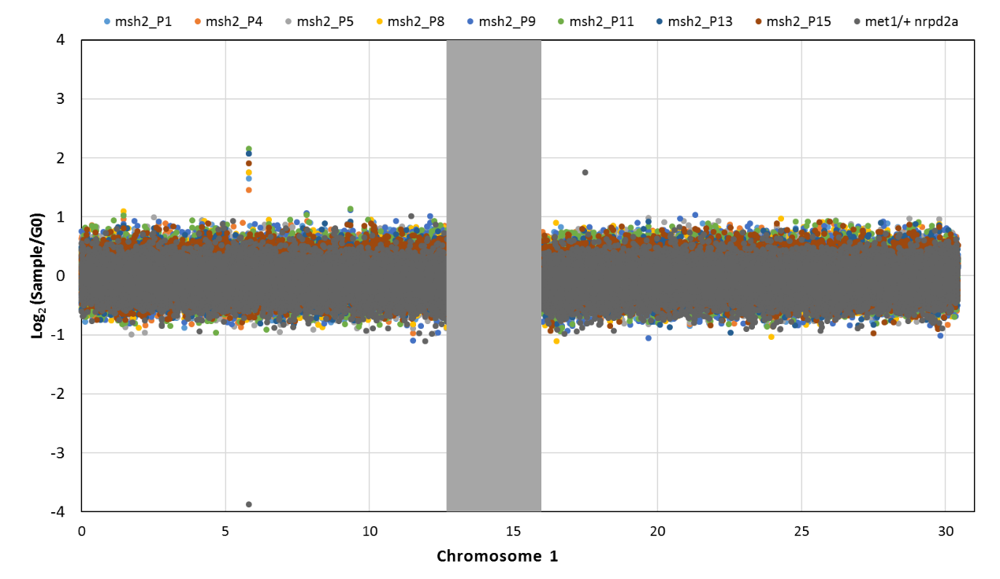 msh2_P1 msh2_P4 msh2_P5 msh2_P8 msh2_P9 msh2_P11 msh2_P13 msh2_P15 met1/+ nrpd2a
4
3
2
1
0
-1
-2
-3
-4
Log2 (Sample/G0)
0 5 10 15 20 25 30
Chromosome 1